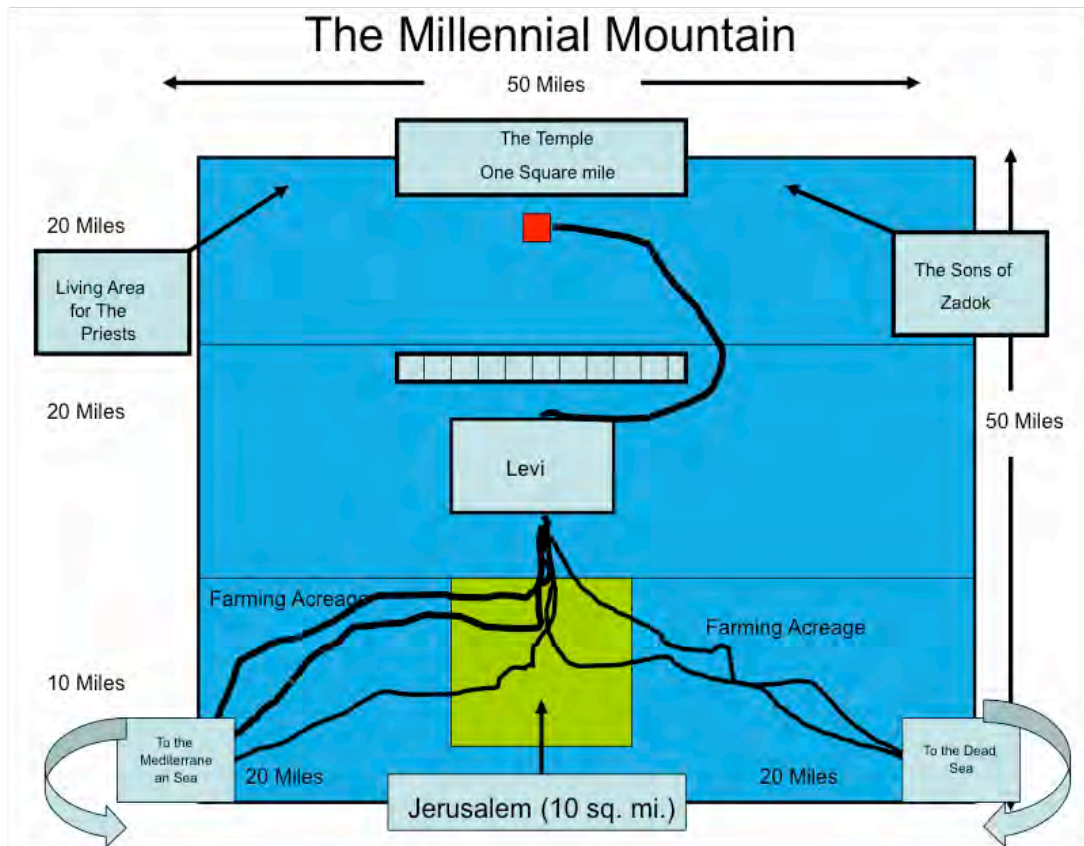 The Millennial Mountain
50 Miles
The Temple
One Square mile
20 Miles
Living Area
for The
Priests
The Sons of
Zadok
20 Miles
50 Miles
Levi
Farming Acreage
Farming Acreage
10 Miles
To the
Mediterrane
an Sea
20 Miles
Jerusalem (10 sq. mi.)
20 Miles
To the Dead
Sea